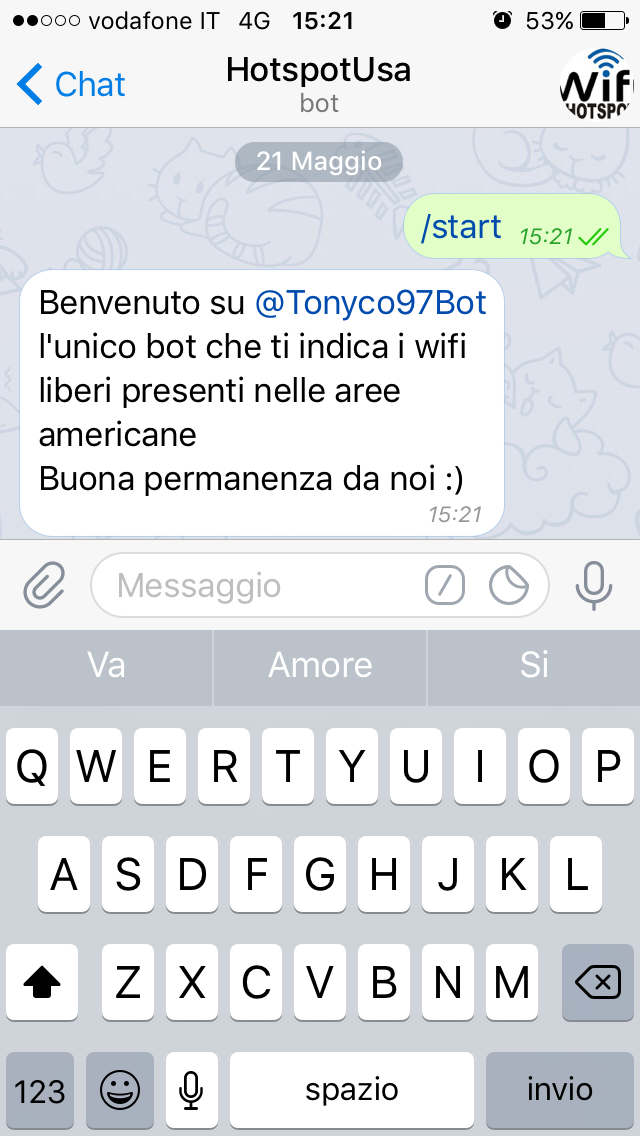 vodafone IT 4G 15:21 53%
Chat
HotspotUsa
bot
Wif
HOTSPO
21 Maggio
/start 15:21
Benvenuto su @Tonyco97Bot
l'unico bot che ti indica i wifi
liberi presenti nelle aree
americane
Buona permanenza da noi :)
15:21
Messaggio
Va Amore Si
Q W E R T Y U I O P
A S D F G H J K L
Z X C V B N M
123 spazio invio